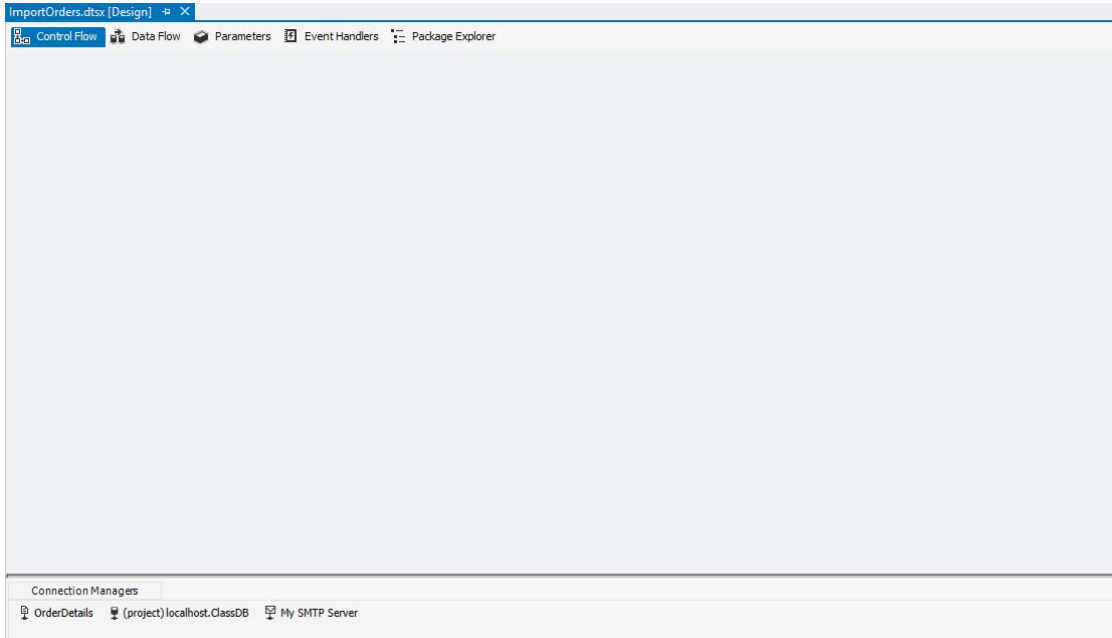 ImportOrders.dtsx [Design]
Control Flow Data Flow Parameters Event Handlers Package Explorer
Connection Managers
OrderDetails (project) localhost.ClassDB My SMTP Server